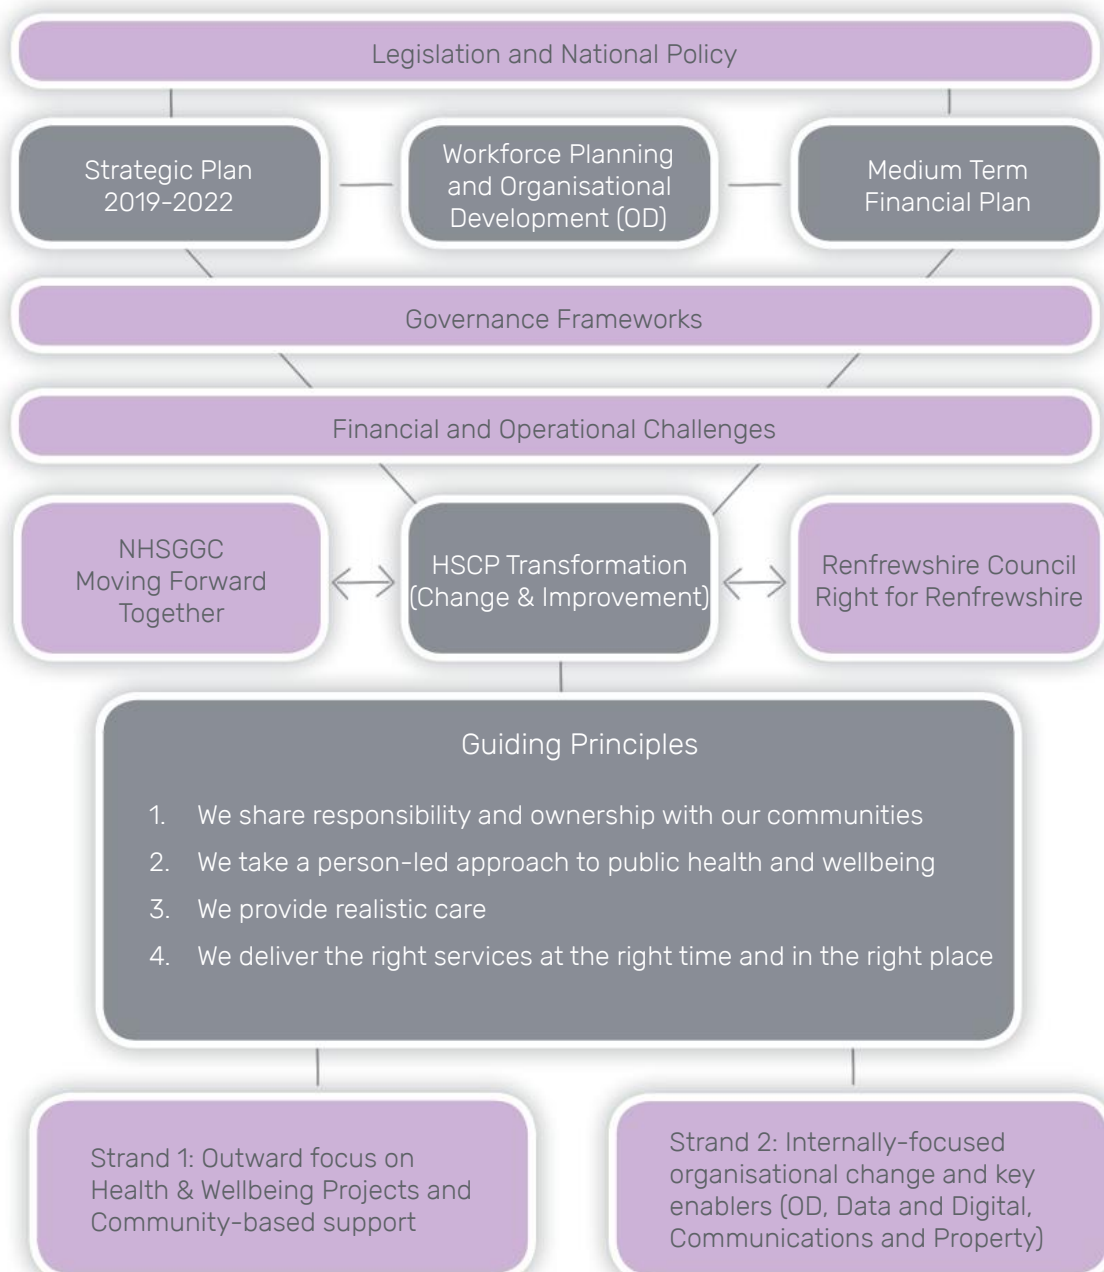 Legislation and National Policy
Strategic Plan
2019-2022
Workforce Planning
and Organisational
Development (OD)
Medium Term
Financial Plan
Governance Frameworks
Financial and Operational Challenges
NHSGGC
Moving Forward
Together
HSCP Transformation
(Change & Improvement)
Renfrewshire Council
Right for Renfrewshire
Guiding Principles
1. We share responsibility and ownership with our communities
2. We take a person-led approach to public health and wellbeing
3. We provide realistic care
4. We deliver the right services at the right time and in the right place
Strand 1: Outward focus on
Health & Wellbeing Projects and
Community-based support
Strand 2: Internally-focused
organisational change and key
enablers (OD, Data and Digital,
Communications and Property)